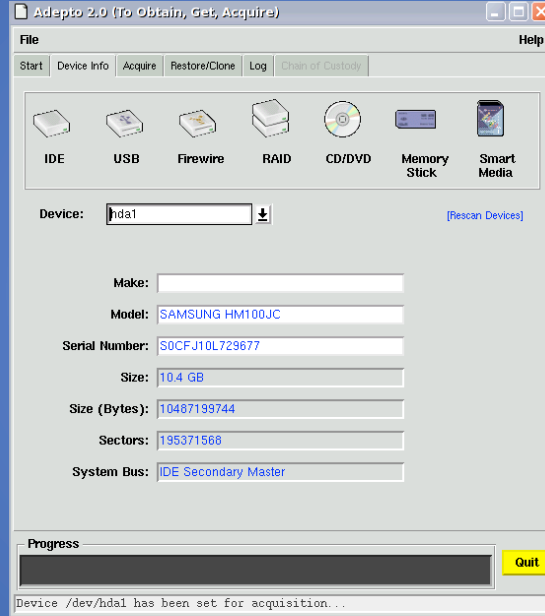 Adepto 2.0 (To Obtain, Get, Acquire)
File Help
Start Device Info Acquire Restore/Clone Log Chain of Custody
IDE USB Firewire RAID CD/DVD Memory Stick Smart Media
Device: hda1 [Rescan Devices]
Make:
Model: SAMSUNG HM100JC
Serial Number: S0CFJ10L729677
Size: 10.4 GB
Size (Bytes): 10487199744
Sectors: 195371568
System Bus: IDE Secondary Master
Progress
Quit
Device /dev/hda1 has been set for acquisition...